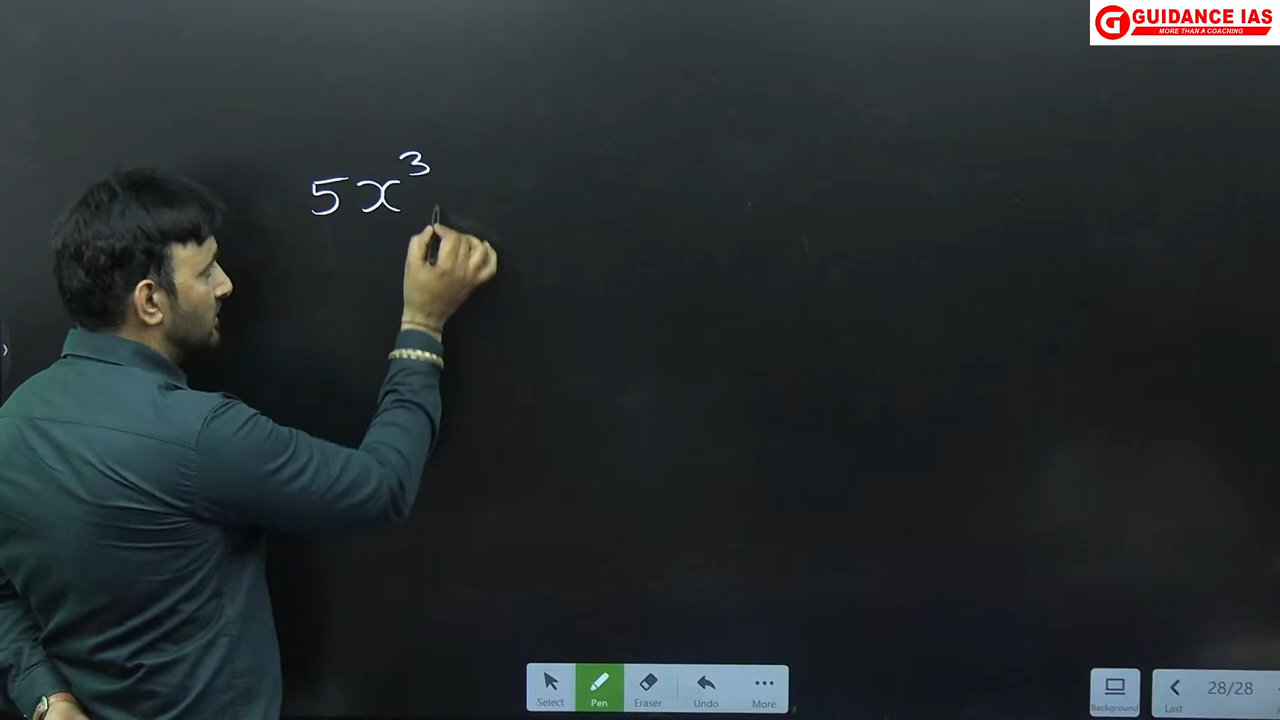 GUIDANCE IAS
MORE THAN A COACHING
5x³
Select Pen Eraser Undo More
Background
Last
28/28